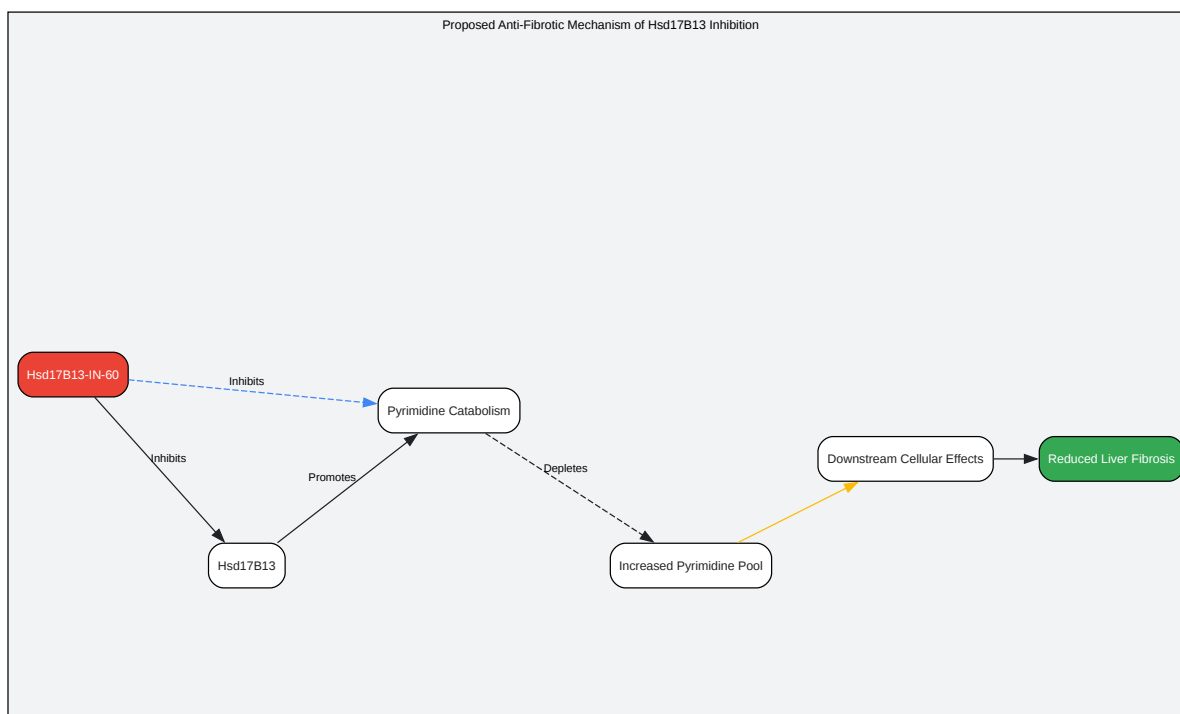 Proposed Anti-Fibrotic Mechanism of Hsd17B13 Inhibition
Hsd17B13-IN-60
Inhibits
Pyrimidine Catabolism
Inhibits
Promotes
Depletes
Downstream Cellular Effects
Reduced Liver Fibrosis
Hsd17B13
Increased Pyrimidine Pool